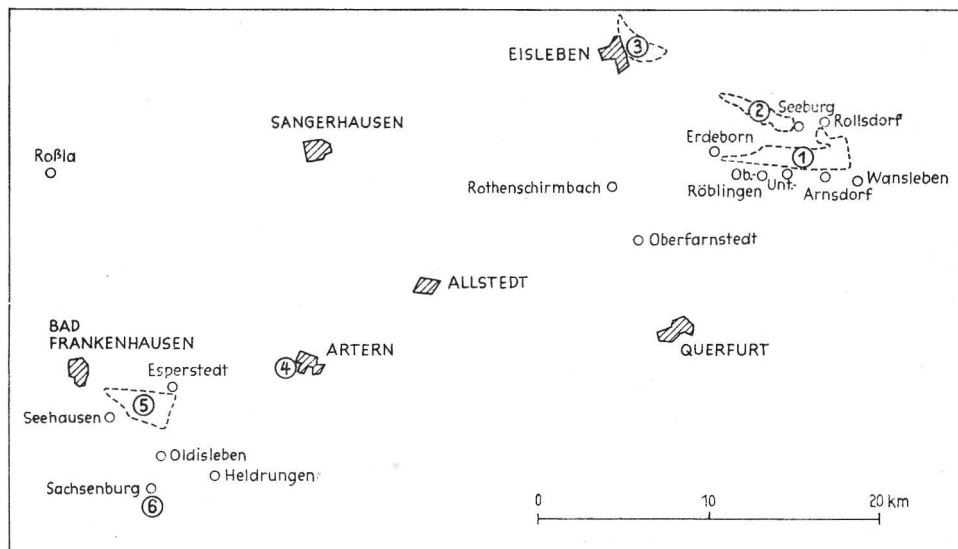 EISLEBEN
3
2
Seeburg
Rollsdorf
SANGERHAUSEN
Erdeborn
1
Roßla
Rothenschirmbach
Ob.-
Unt.-
Röblingen
Arnsdorf
Wansleben
Oberfarnstedt
ALLSTEDT
BAD
FRANKENHAUSEN
ARTERN
QUERFURT
4
Esperstedt
5
Seehausen
Oldisleben
Heldrungen
Sachsenburg
6
0 10 20 km